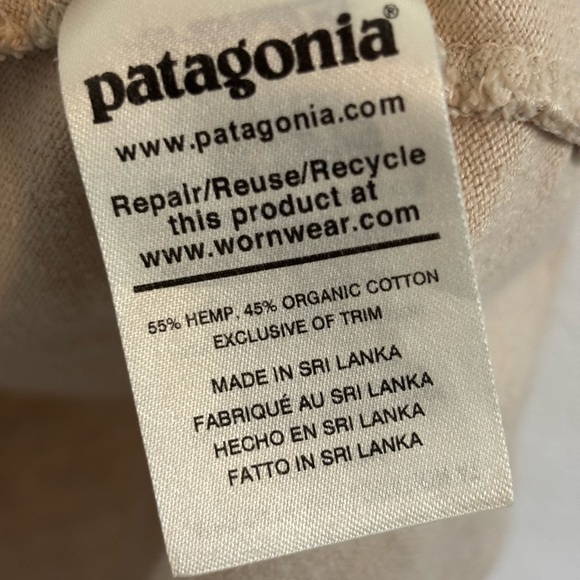 patagonia®
www.patagonia.com
Repair/Reuse/Recycle
this product at
www.wornwear.com
55% HEMP, 45% ORGANIC COTTON
EXCLUSIVE OF TRIM
MADE IN SRI LANKA
FABRIQUÉ AU SRI LANKA
HECHO EN SRI LANKA
FATTO IN SRI LANKA